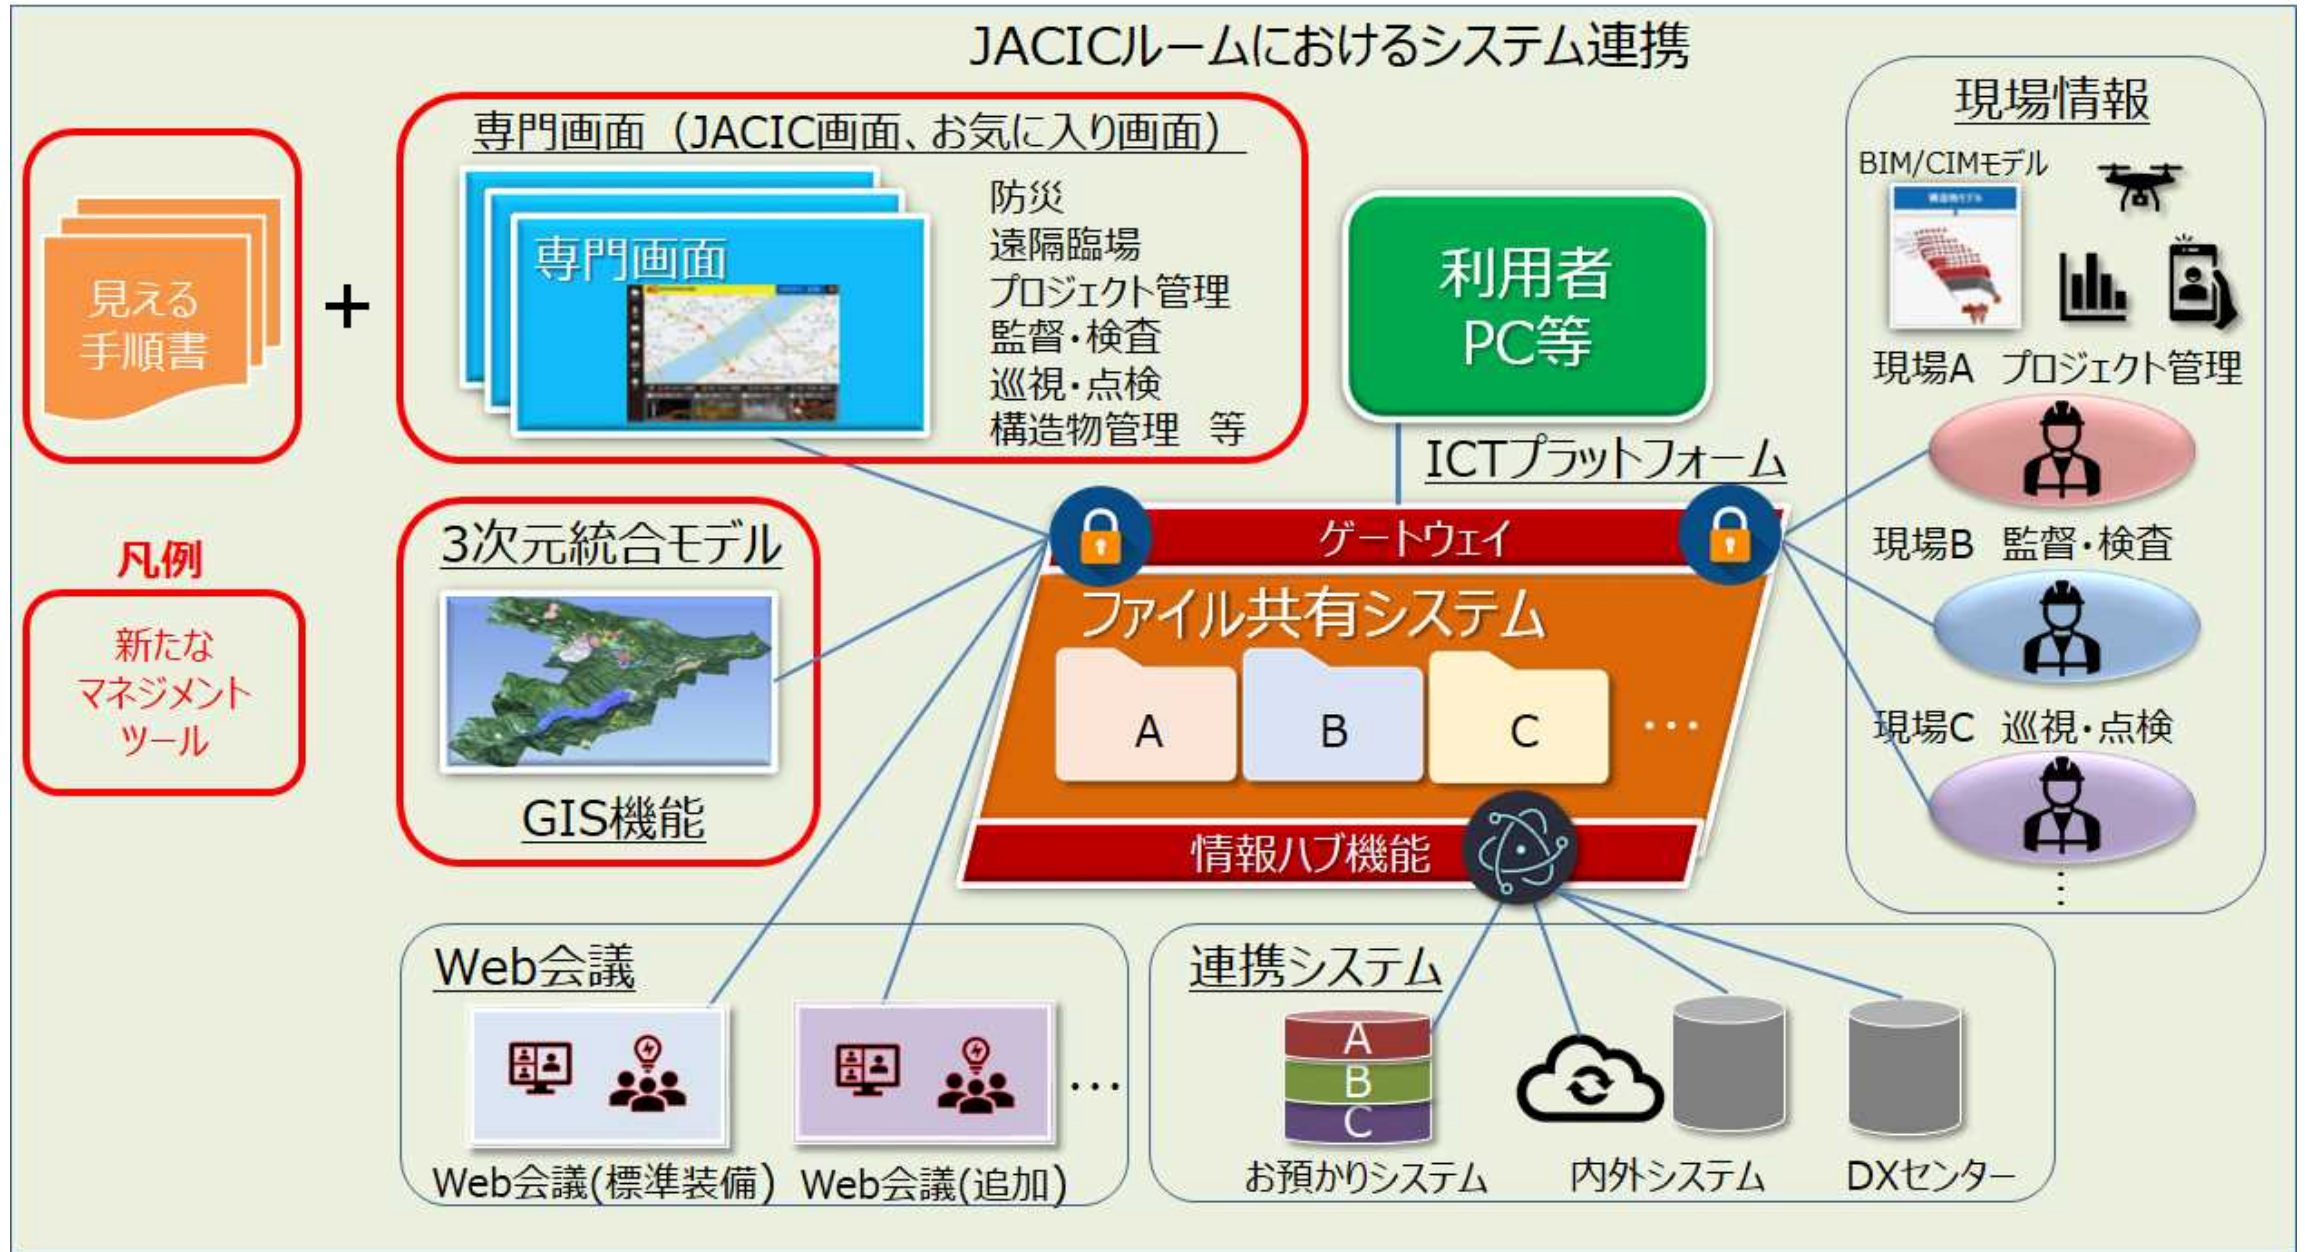 JACICルームにおけるシステム連携
見える
手順書
+
専門画面（JACIC画面、お気に入り画面）
専門画面
防災
遠隔臨場
プロジェクト管理
監督・検査
巡視・点検
構造物管理　等
利用者
PC等
現場情報
BIM/CIMモデル
現場A　プロジェクト管理
現場B　監督・検査
現場C　巡視・点検
⋮
凡例
新たな
マネジメント
ツール
3次元統合モデル
GIS機能
ICTプラットフォーム
ゲートウェイ
ファイル共有システム
A
B
C
…
情報ハブ機能
Web会議
Web会議(標準装備)
Web会議(追加)
…
連携システム
A
B
C
お預かりシステム
内外システム
DXセンター